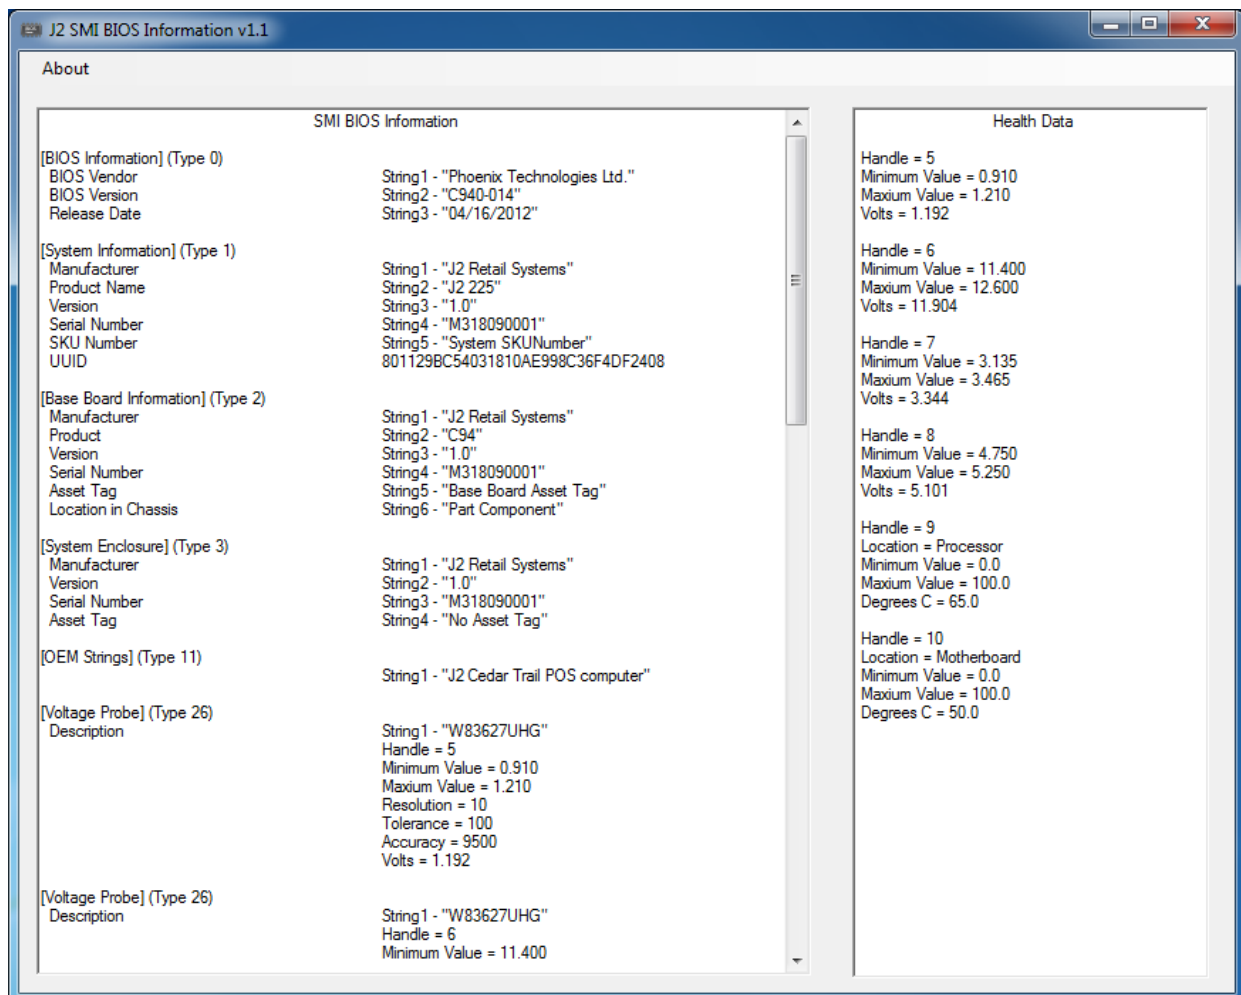 J2 SMI BIOS Information v1.1
About
SMI BIOS Information
[BIOS Information] (Type 0)
BIOS Vendor String1 - "Phoenix Technologies Ltd."
BIOS Version String2 - "C940-014"
Release Date String3 - "04/16/2012"
[System Information] (Type 1)
Manufacturer String1 - "J2 Retail Systems"
Product Name String2 - "J2 225"
Version String3 - "1.0"
Serial Number String4 - "M318090001"
SKU Number String5 - "System SKUNumber"
UUID 801129BC54031810AE998C36F4DF2408
[Base Board Information] (Type 2)
Manufacturer String1 - "J2 Retail Systems"
Product String2 - "C94"
Version String3 - "1.0"
Serial Number String4 - "M318090001"
Asset Tag String5 - "Base Board Asset Tag"
Location in Chassis String6 - "Part Component"
[System Enclosure] (Type 3)
Manufacturer String1 - "J2 Retail Systems"
Version String2 - "1.0"
Serial Number String3 - "M318090001"
Asset Tag String4 - "No Asset Tag"
[OEM Strings] (Type 11)
String1 - "J2 Cedar Trail POS computer"
[Voltage Probe] (Type 26)
Description String1 - "W83627UHG"
Handle = 5
Minimum Value = 0.910
Maxium Value = 1.210
Resolution = 10
Tolerance = 100
Accuracy = 9500
Volts = 1.192
[Voltage Probe] (Type 26)
Description String1 - "W83627UHG"
Handle = 6
Minimum Value = 11.400
Health Data
Handle = 5
Minimum Value = 0.910
Maxium Value = 1.210
Volts = 1.192
Handle = 6
Minimum Value = 11.400
Maxium Value = 12.600
Volts = 11.904
Handle = 7
Minimum Value = 3.135
Maxium Value = 3.465
Volts = 3.344
Handle = 8
Minimum Value = 4.750
Maxium Value = 5.250
Volts = 5.101
Handle = 9
Location = Processor
Minimum Value = 0.0
Maxium Value = 100.0
Degrees C = 65.0
Handle = 10
Location = Motherboard
Minimum Value = 0.0
Maxium Value = 100.0
Degrees C = 50.0